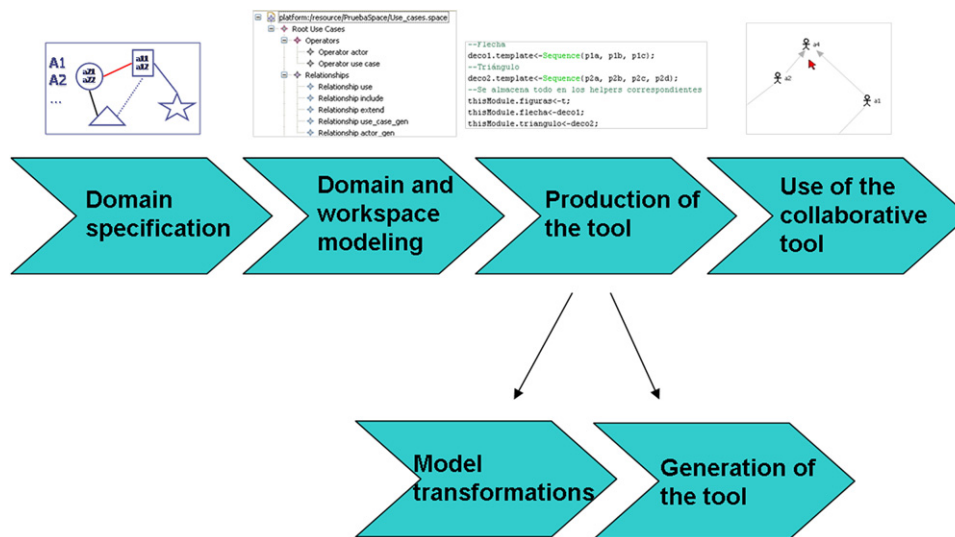 A1
A2
...
a21
a22
a11
a12
platform:/resource/PruebaSpace/Use_cases.space
Root Use Cases
Operators
Operator actor
Operator use case
Relationships
Relationship use
Relationship include
Relationship extend
Relationship use_case_gen
Relationship actor_gen
--Flecha
deco1.template<-Sequence(p1a, p1b, p1c);
--Triángulo
deco2.template<-Sequence(p2a, p2b, p2c, p2d);
--Se almacena todo en los helpers correspondientes
thisModule.figuras<-t;
thisModule.flecha<-deco1;
thisModule.triangulo<-deco2;
a4
a2
a1
Domain
specification
Domain and
workspace
modeling
Production of
the tool
Use of the
collaborative
tool
Model
transformations
Generation of
the tool